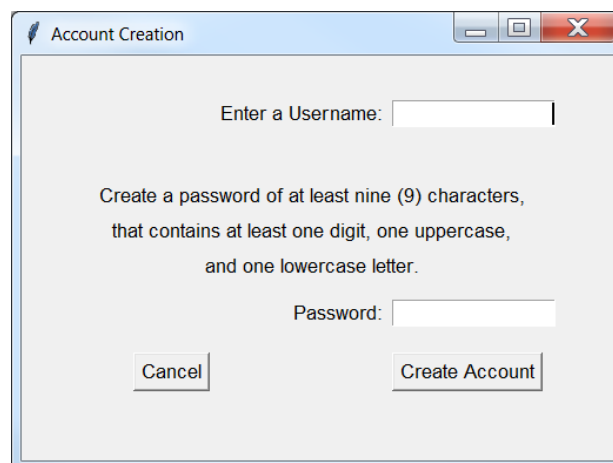 Account Creation
Enter a Username:
Create a password of at least nine (9) characters,
that contains at least one digit, one uppercase,
and one lowercase letter.
Password:
Cancel Create Account